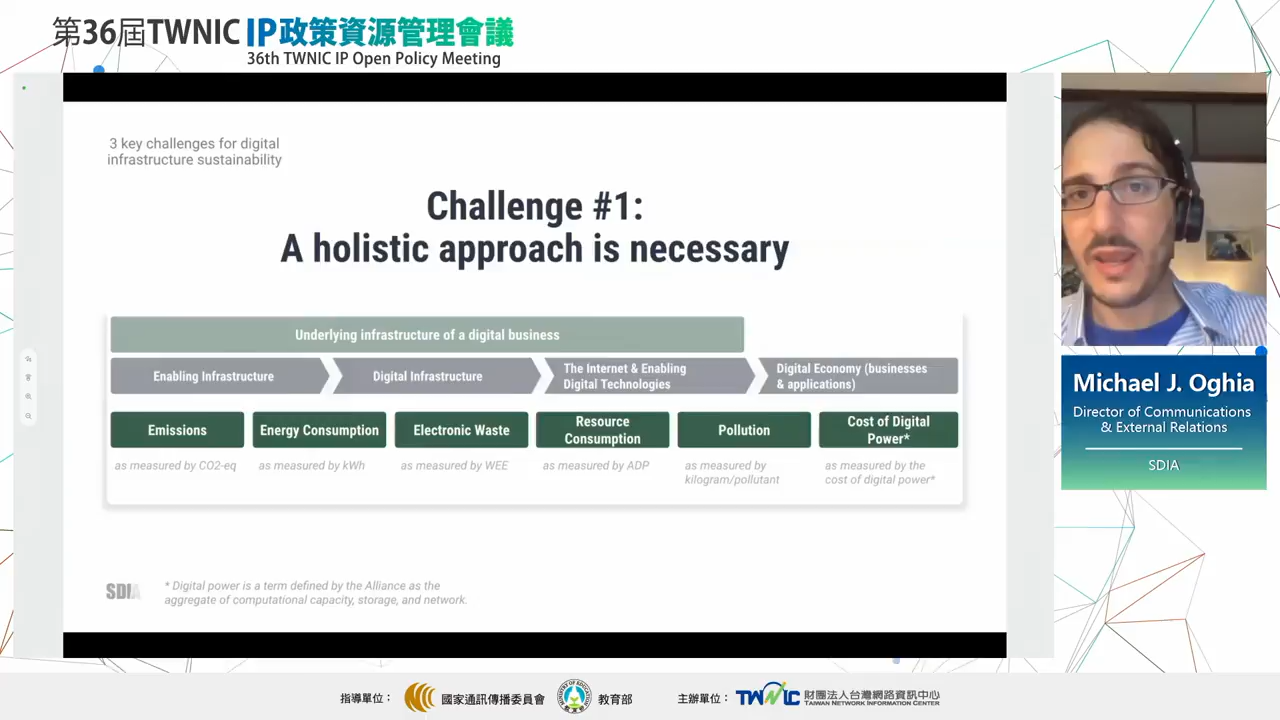 第36屆TWNIC IP政策資源管理會議
36th TWNIC IP Open Policy Meeting
3 key challenges for digital
infrastructure sustainability
Challenge #1:
A holistic approach is necessary
Underlying infrastructure of a digital business
Enabling Infrastructure
Digital Infrastructure
The Internet & Enabling
Digital Technologies
Digital Economy (businesses
& applications)
Emissions
Energy Consumption
Electronic Waste
Resource
Consumption
Pollution
Cost of Digital
Power*
as measured by CO2-eq
as measured by kWh
as measured by WEE
as measured by ADP
as measured by
kilogram/pollutant
as measured by the
cost of digital power*
SDIA
* Digital power is a term defined by the Alliance as the
aggregate of computational capacity, storage, and network.
Michael J. Oghia
Director of Communications
& External Relations
SDIA
指導單位：
國家通訊傳播委員會
教育部
主辦單位：
TWNIC
財團法人台灣網路資訊中心
TAIWAN NETWORK INFORMATION CENTER